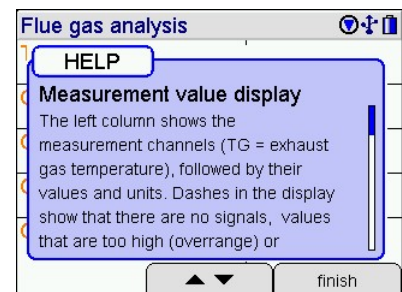 Flue gas analysis
HELP
Measurement value display
The left column shows the
measurement channels (TG = exhaust
gas temperature), followed by their
values and units. Dashes in the display
show that there are no signals, values
that are too high (overrange) or
finish